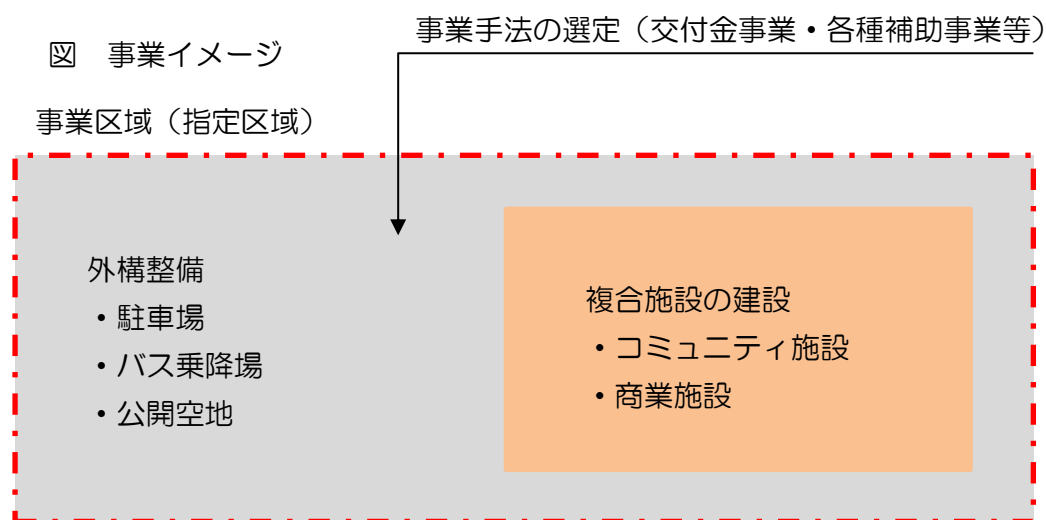 事業手法の選定（交付金事業・各種補助事業等）
図　事業イメージ
事業区域（指定区域）
外構整備
・駐車場
・バス乗降場
・公開空地
複合施設の建設
・コミュニティ施設
・商業施設